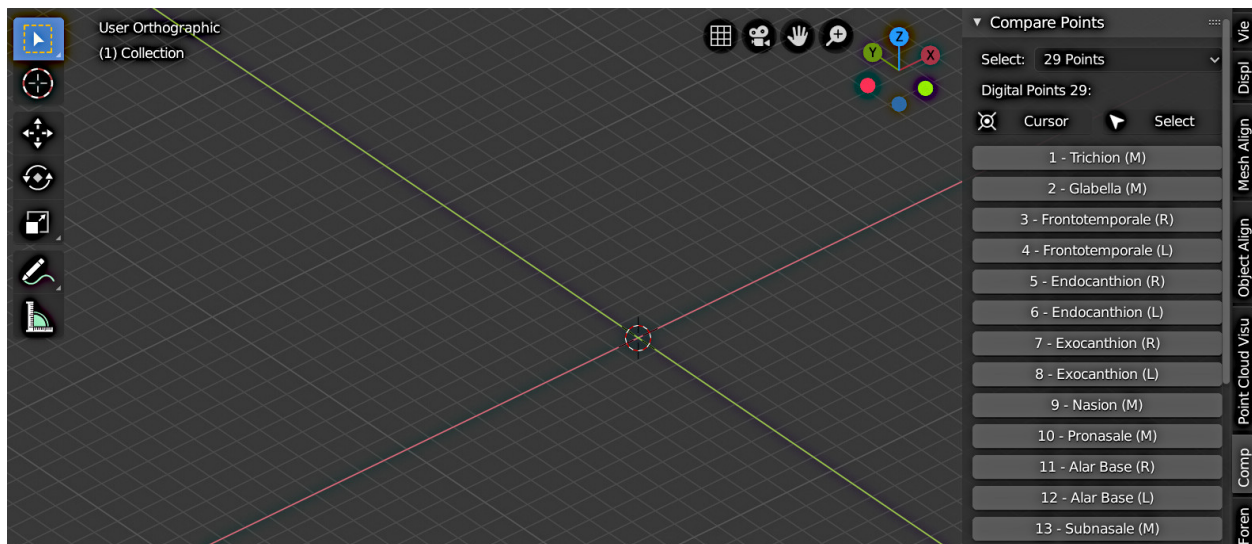 User Orthographic
(1) Collection
Z
Y
X
Compare Points
Select: 29 Points
Digital Points 29:
Cursor Select
1 - Trichion (M)
2 - Glabella (M)
3 - Frontotemporale (R)
4 - Frontotemporale (L)
5 - Endocanthion (R)
6 - Endocanthion (L)
7 - Exocanthion (R)
8 - Exocanthion (L)
9 - Nasion (M)
10 - Pronasale (M)
11 - Alar Base (R)
12 - Alar Base (L)
13 - Subnasale (M)
Vie
Displ
Mesh Align
Object Align
Point Cloud Visu
Comp
Foren